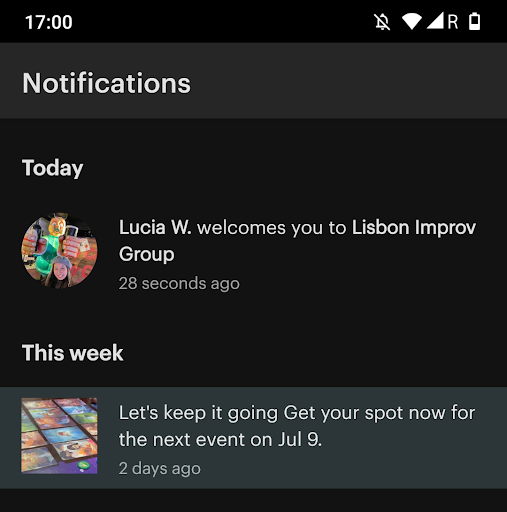 17:00
R
Notifications
Today
Lucia W. welcomes you to Lisbon Improv
Group
28 seconds ago
This week
Let's keep it going Get your spot now for
the next event on Jul 9.
2 days ago